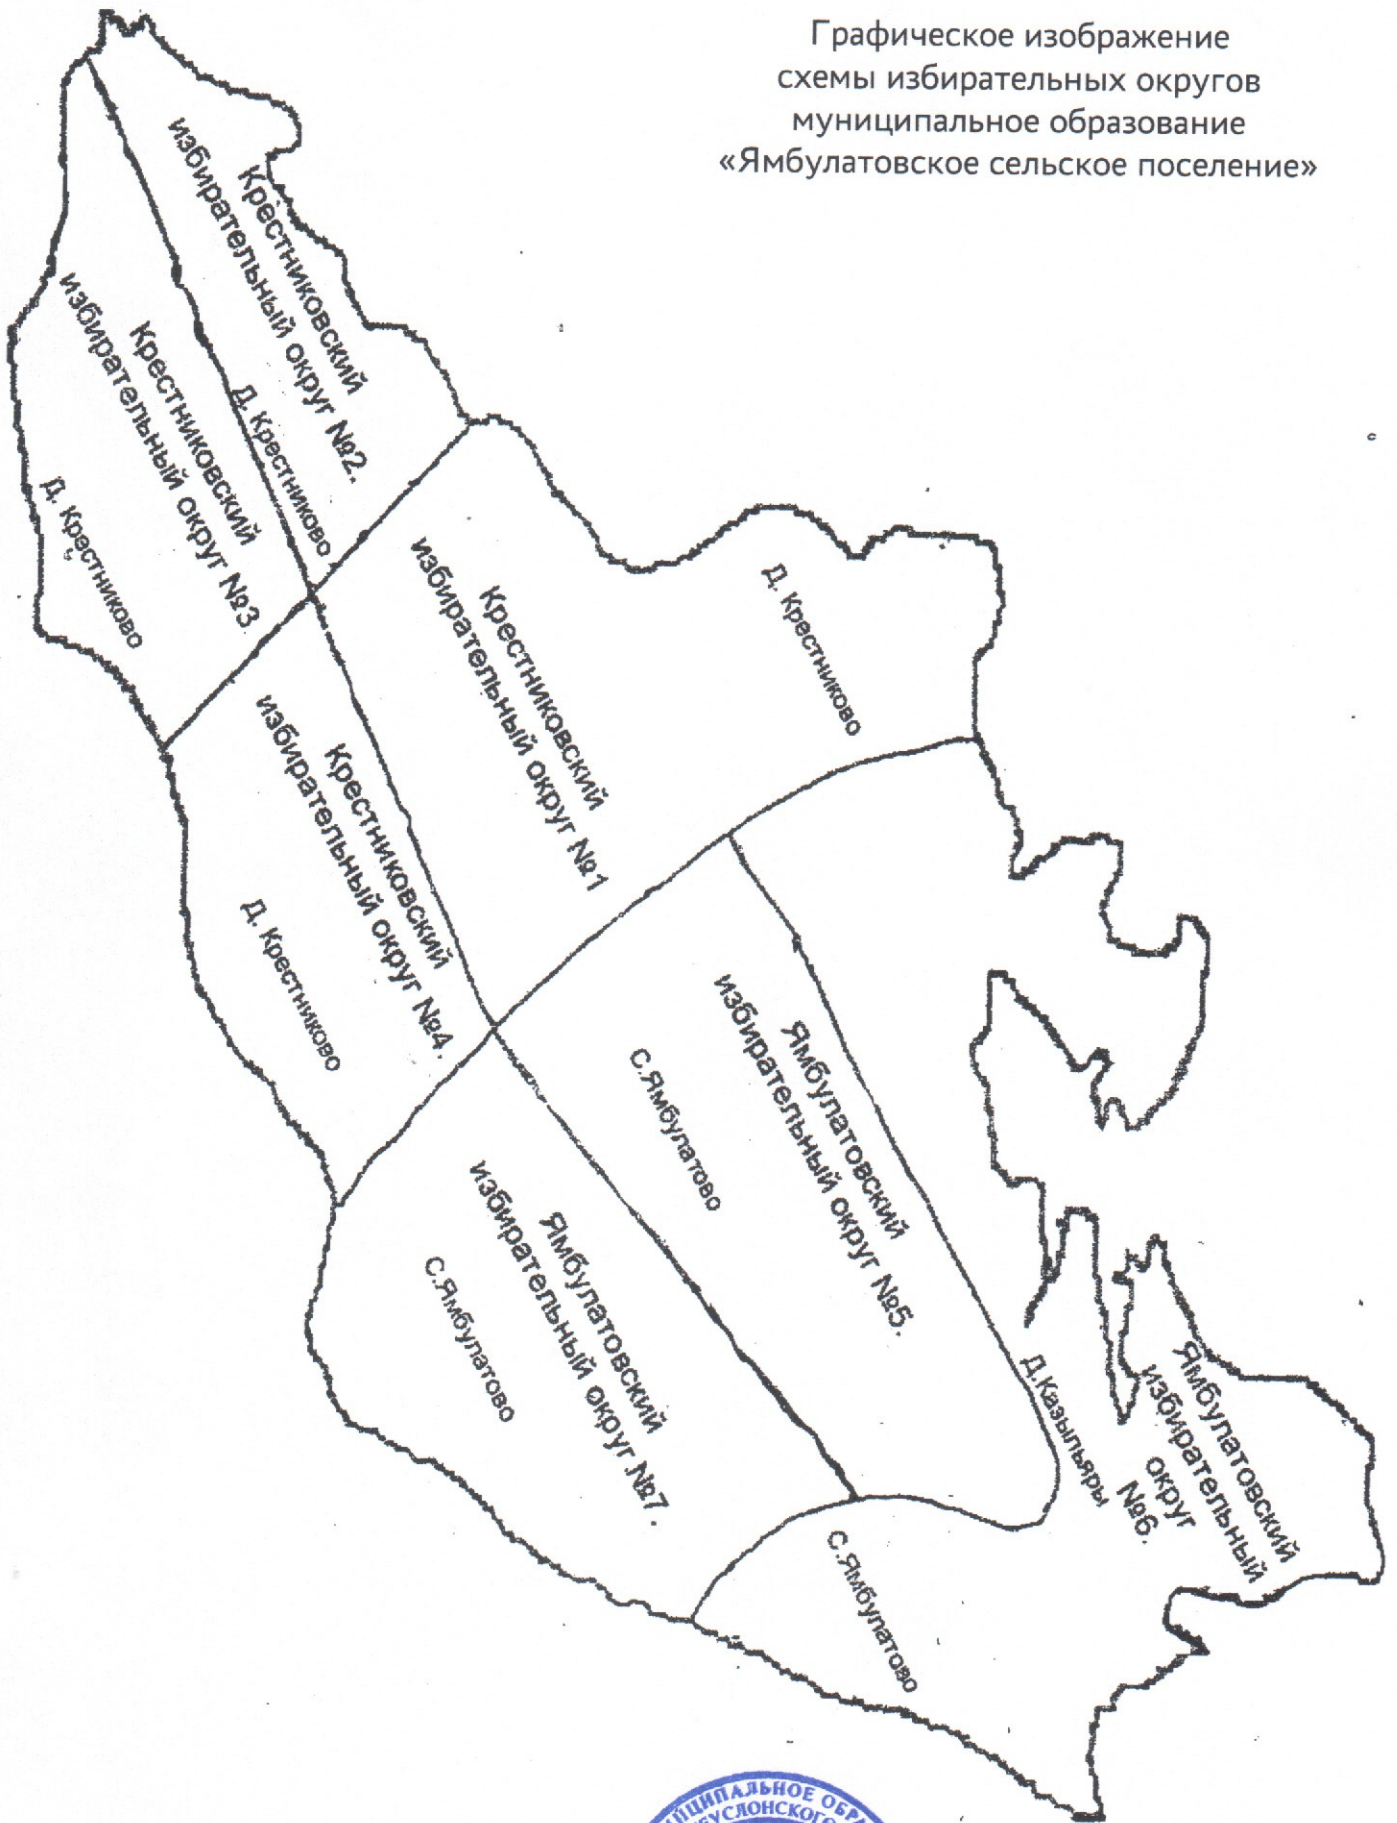 Графическое изображение
схемы избирательных округов
муниципальное образование
«Ямбулатовское сельское поселение»
Крестниковский
избирательный округ №2.
Д. Крестниково
Крестниковский
избирательный округ №3
Д. Крестниково
Крестниковский
избирательный округ №1
Д. Крестниково
Крестниковский
избирательный округ №4.
Д. Крестниково
Ямбулатовский
избирательный округ №5.
С.Ямбулатово
Ямбулатовский
избирательный
округ
№6.
Д.Казыльяры
С.Ямбулатово
Ямбулатовский
избирательный округ №7.
С.Ямбулатово